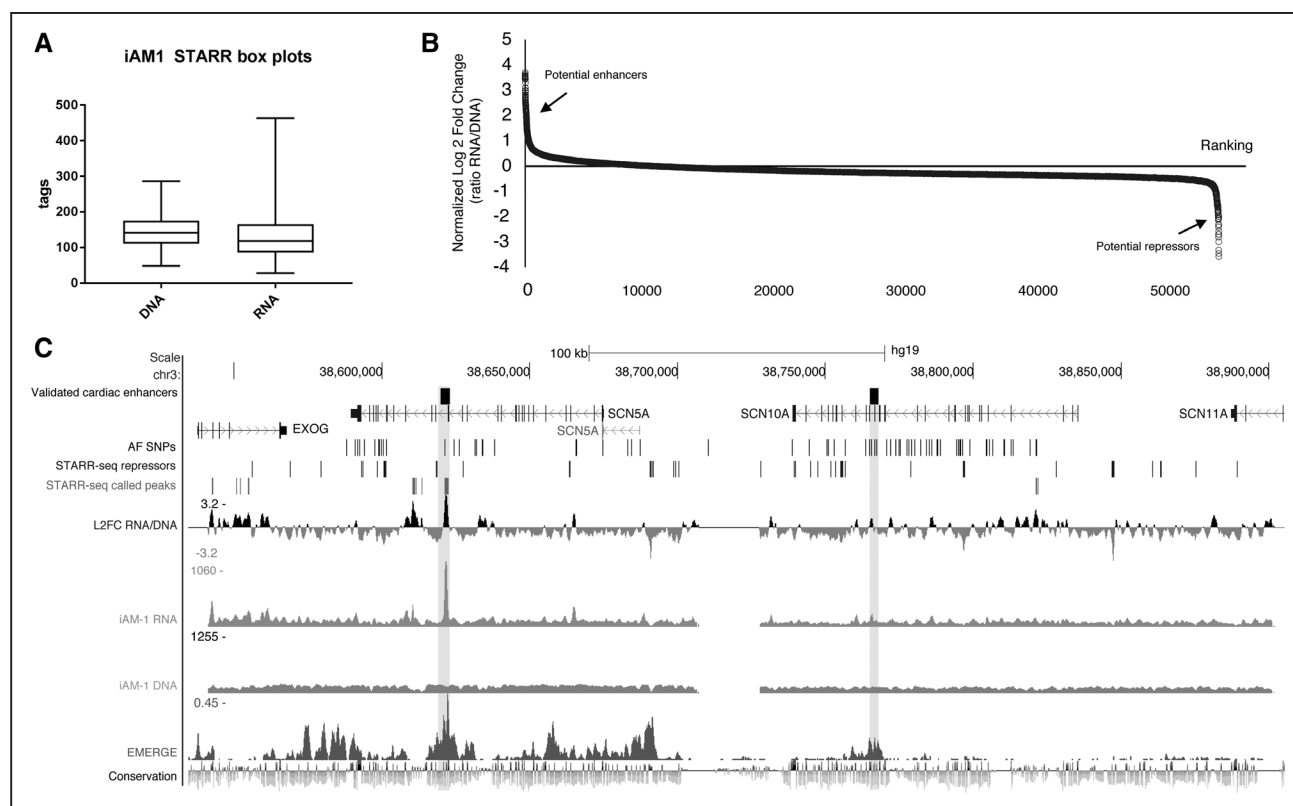 A
iAM1 STARR box plots
500
400
300
200
100
0
tags
DNA
RNA
B
Normalized Log 2 Fold Change
(ratio RNA/DNA)
5
4
3
2
1
0
-1
-2
-3
-4
Potential enhancers
Ranking
Potential repressors
0 10000 20000 30000 40000 50000
C
Scale
100 kb
hg19
chr3:
38,600,000 38,650,000 38,700,000 38,750,000 38,800,000 38,850,000 38,900,000
Validated cardiac enhancers
SCN5A SCN10A SCN11A
EXOG SCN5A
AF SNPs
STARR-seq repressors
STARR-seq called peaks
3.2 -
L2FC RNA/DNA
-3.2
1060 -
iAM-1 RNA
1255 -
iAM-1 DNA
0.45 -
EMERGE
Conservation